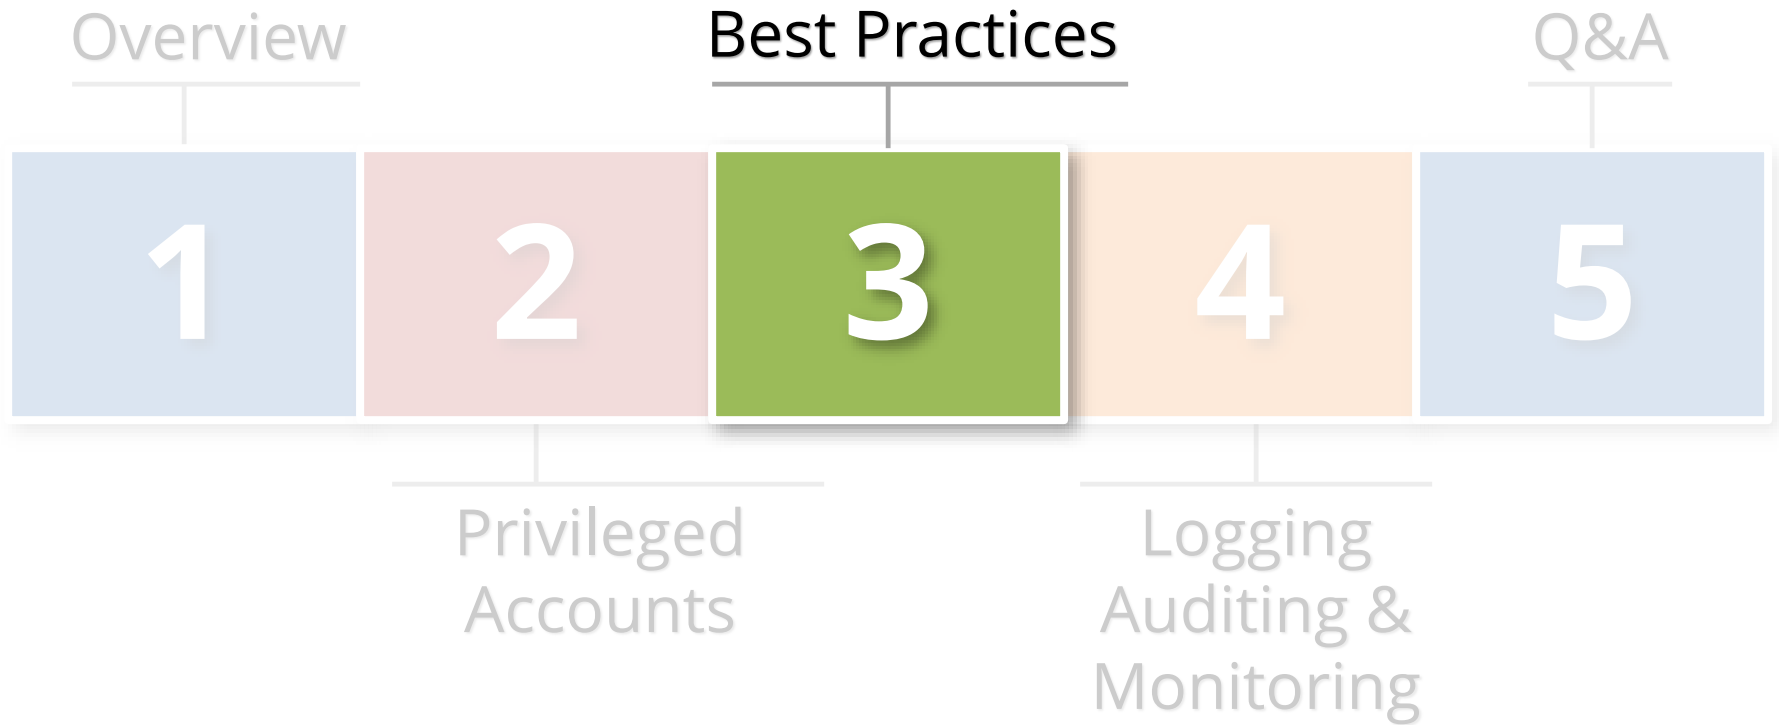 Overview
Best Practices
Q&A
1
2
3
4
5
Privileged
Accounts
Logging
Auditing &
Monitoring